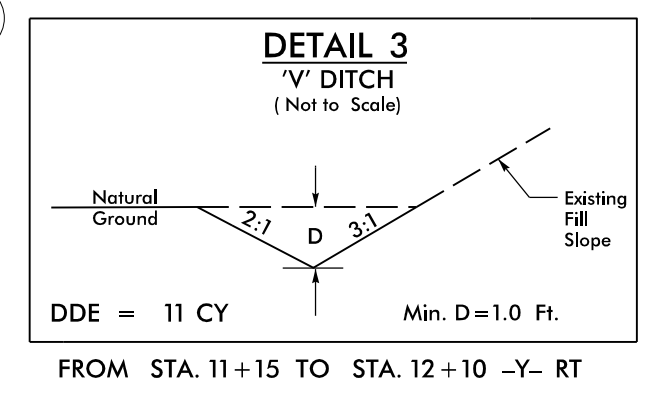 DETAIL 3
'V' DITCH
( Not to Scale)
Natural
Ground
2:1
D
3:1
Existing
Fill
Slope
DDE = 11 CY
Min. D=1.0 Ft.
FROM STA. 11+15 TO STA. 12+10 -Y- RT